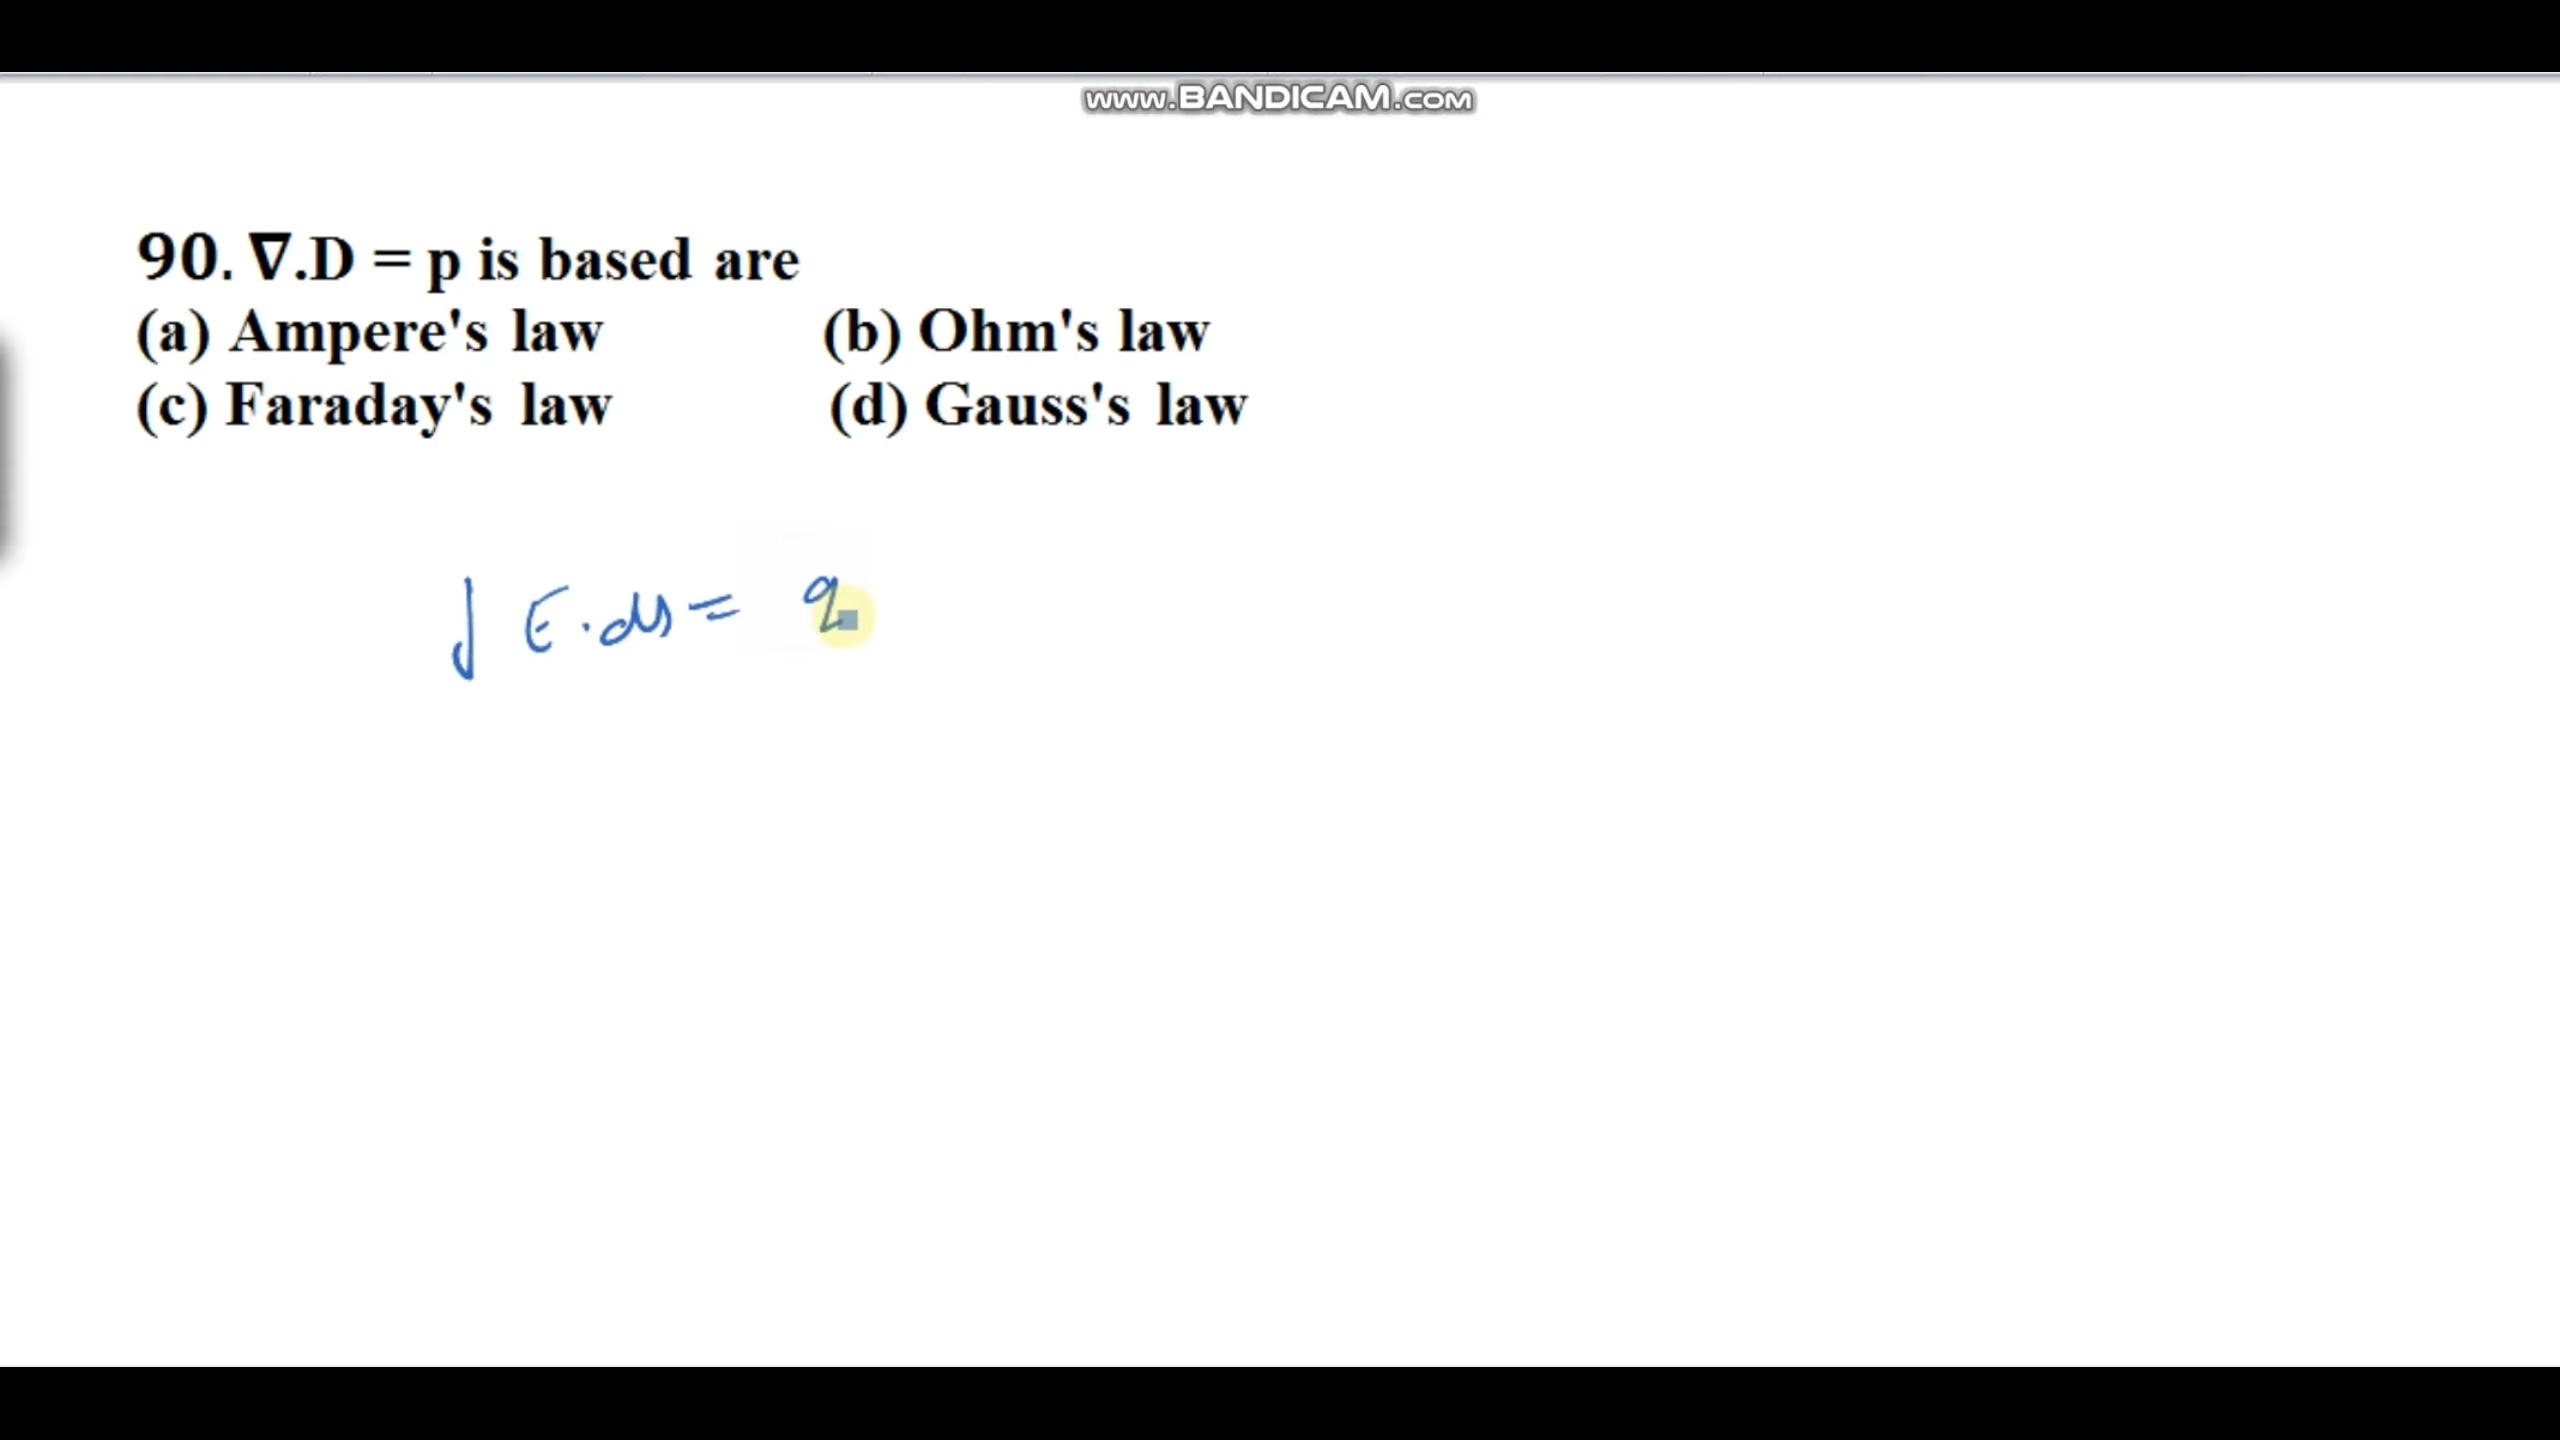 www.BANDICAM.com
90. ∇.D = p is based are
(a) Ampere's law (b) Ohm's law
(c) Faraday's law (d) Gauss's law
∫ E·ds = q